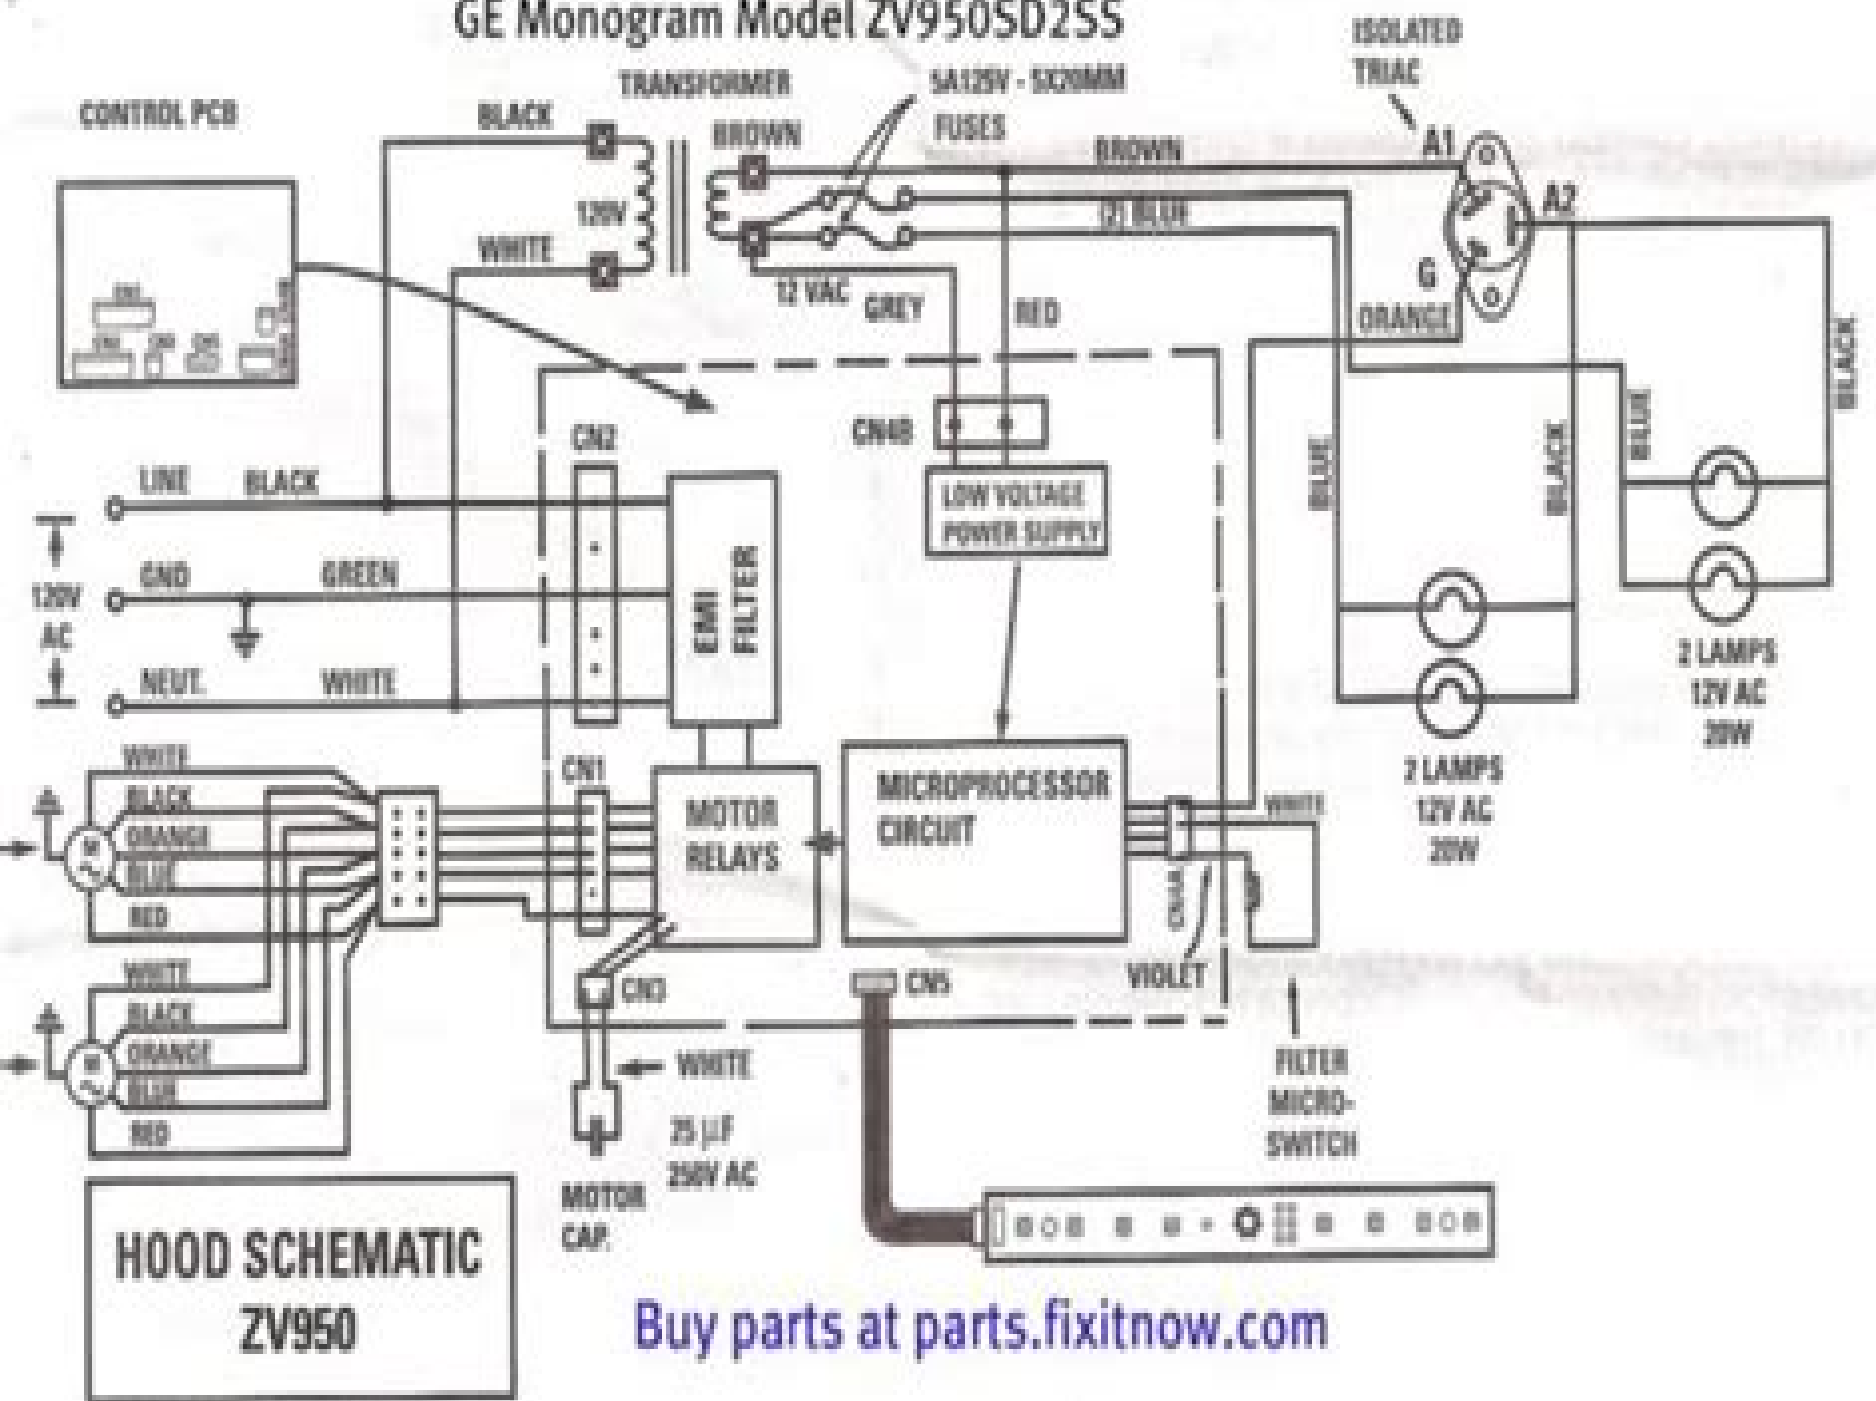 GE Monogram Model ZV950SD2SS
ISOLATED
TRIAC
TRANSFORMER
5A125V - 5X20MM
FUSES
CONTROL PCB
BLACK
BROWN
BROWN
A1
A2
120V
(2) BLUE
WHITE
G
12 VAC
GREY
RED
ORANGE
BLACK
CN2
CN4B
BLUE
BLACK
BLUE
LINE
BLACK
LOW VOLTAGE
POWER SUPPLY
GND
GREEN
120V
AC
EMI
FILTER
NEUT.
WHITE
2 LAMPS
12V AC
20W
2 LAMPS
12V AC
20W
WHITE
BLACK
ORANGE
BLUE
RED
CN1
MOTOR
RELAYS
MICROPROCESSOR
CIRCUIT
WHITE
VIOLET
WHITE
BLACK
ORANGE
BLUE
RED
CN3
CN5
WHITE
25 µF
250V AC
MOTOR
CAP.
FILTER
MICRO-
SWITCH
HOOD SCHEMATIC
ZV950
Buy parts at parts.fixitnow.com